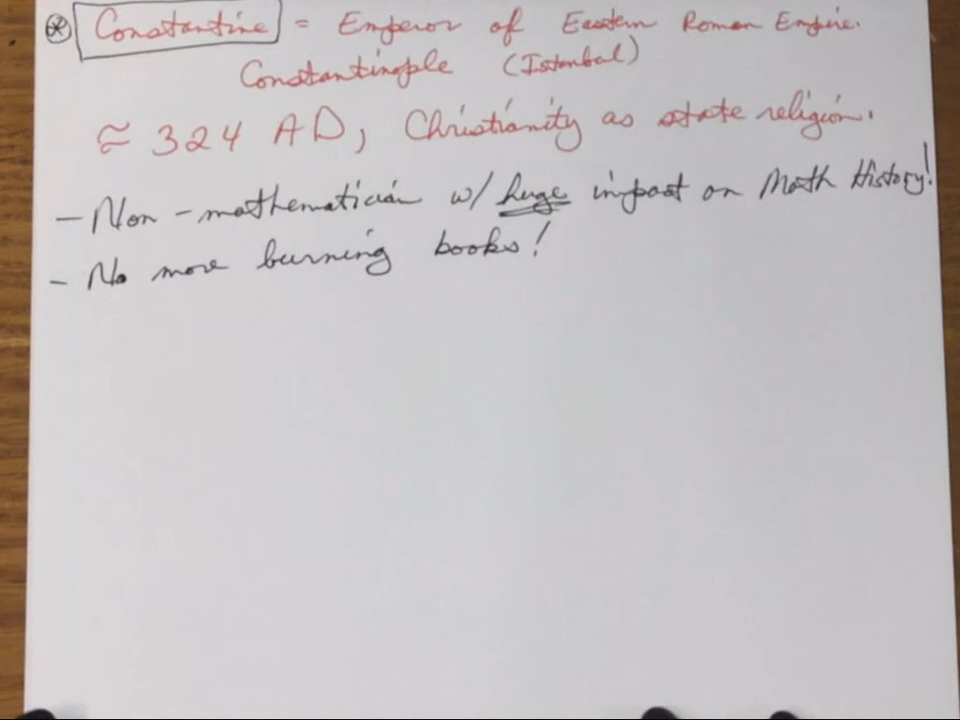 ⊛ Constantine = Emperor of Eastern Roman Empire.
Constantinople (Istanbul)
≈ 324 AD, Christianity as state religion.
- Non-mathematician w/ huge impact on Math History!
- No more burning books!